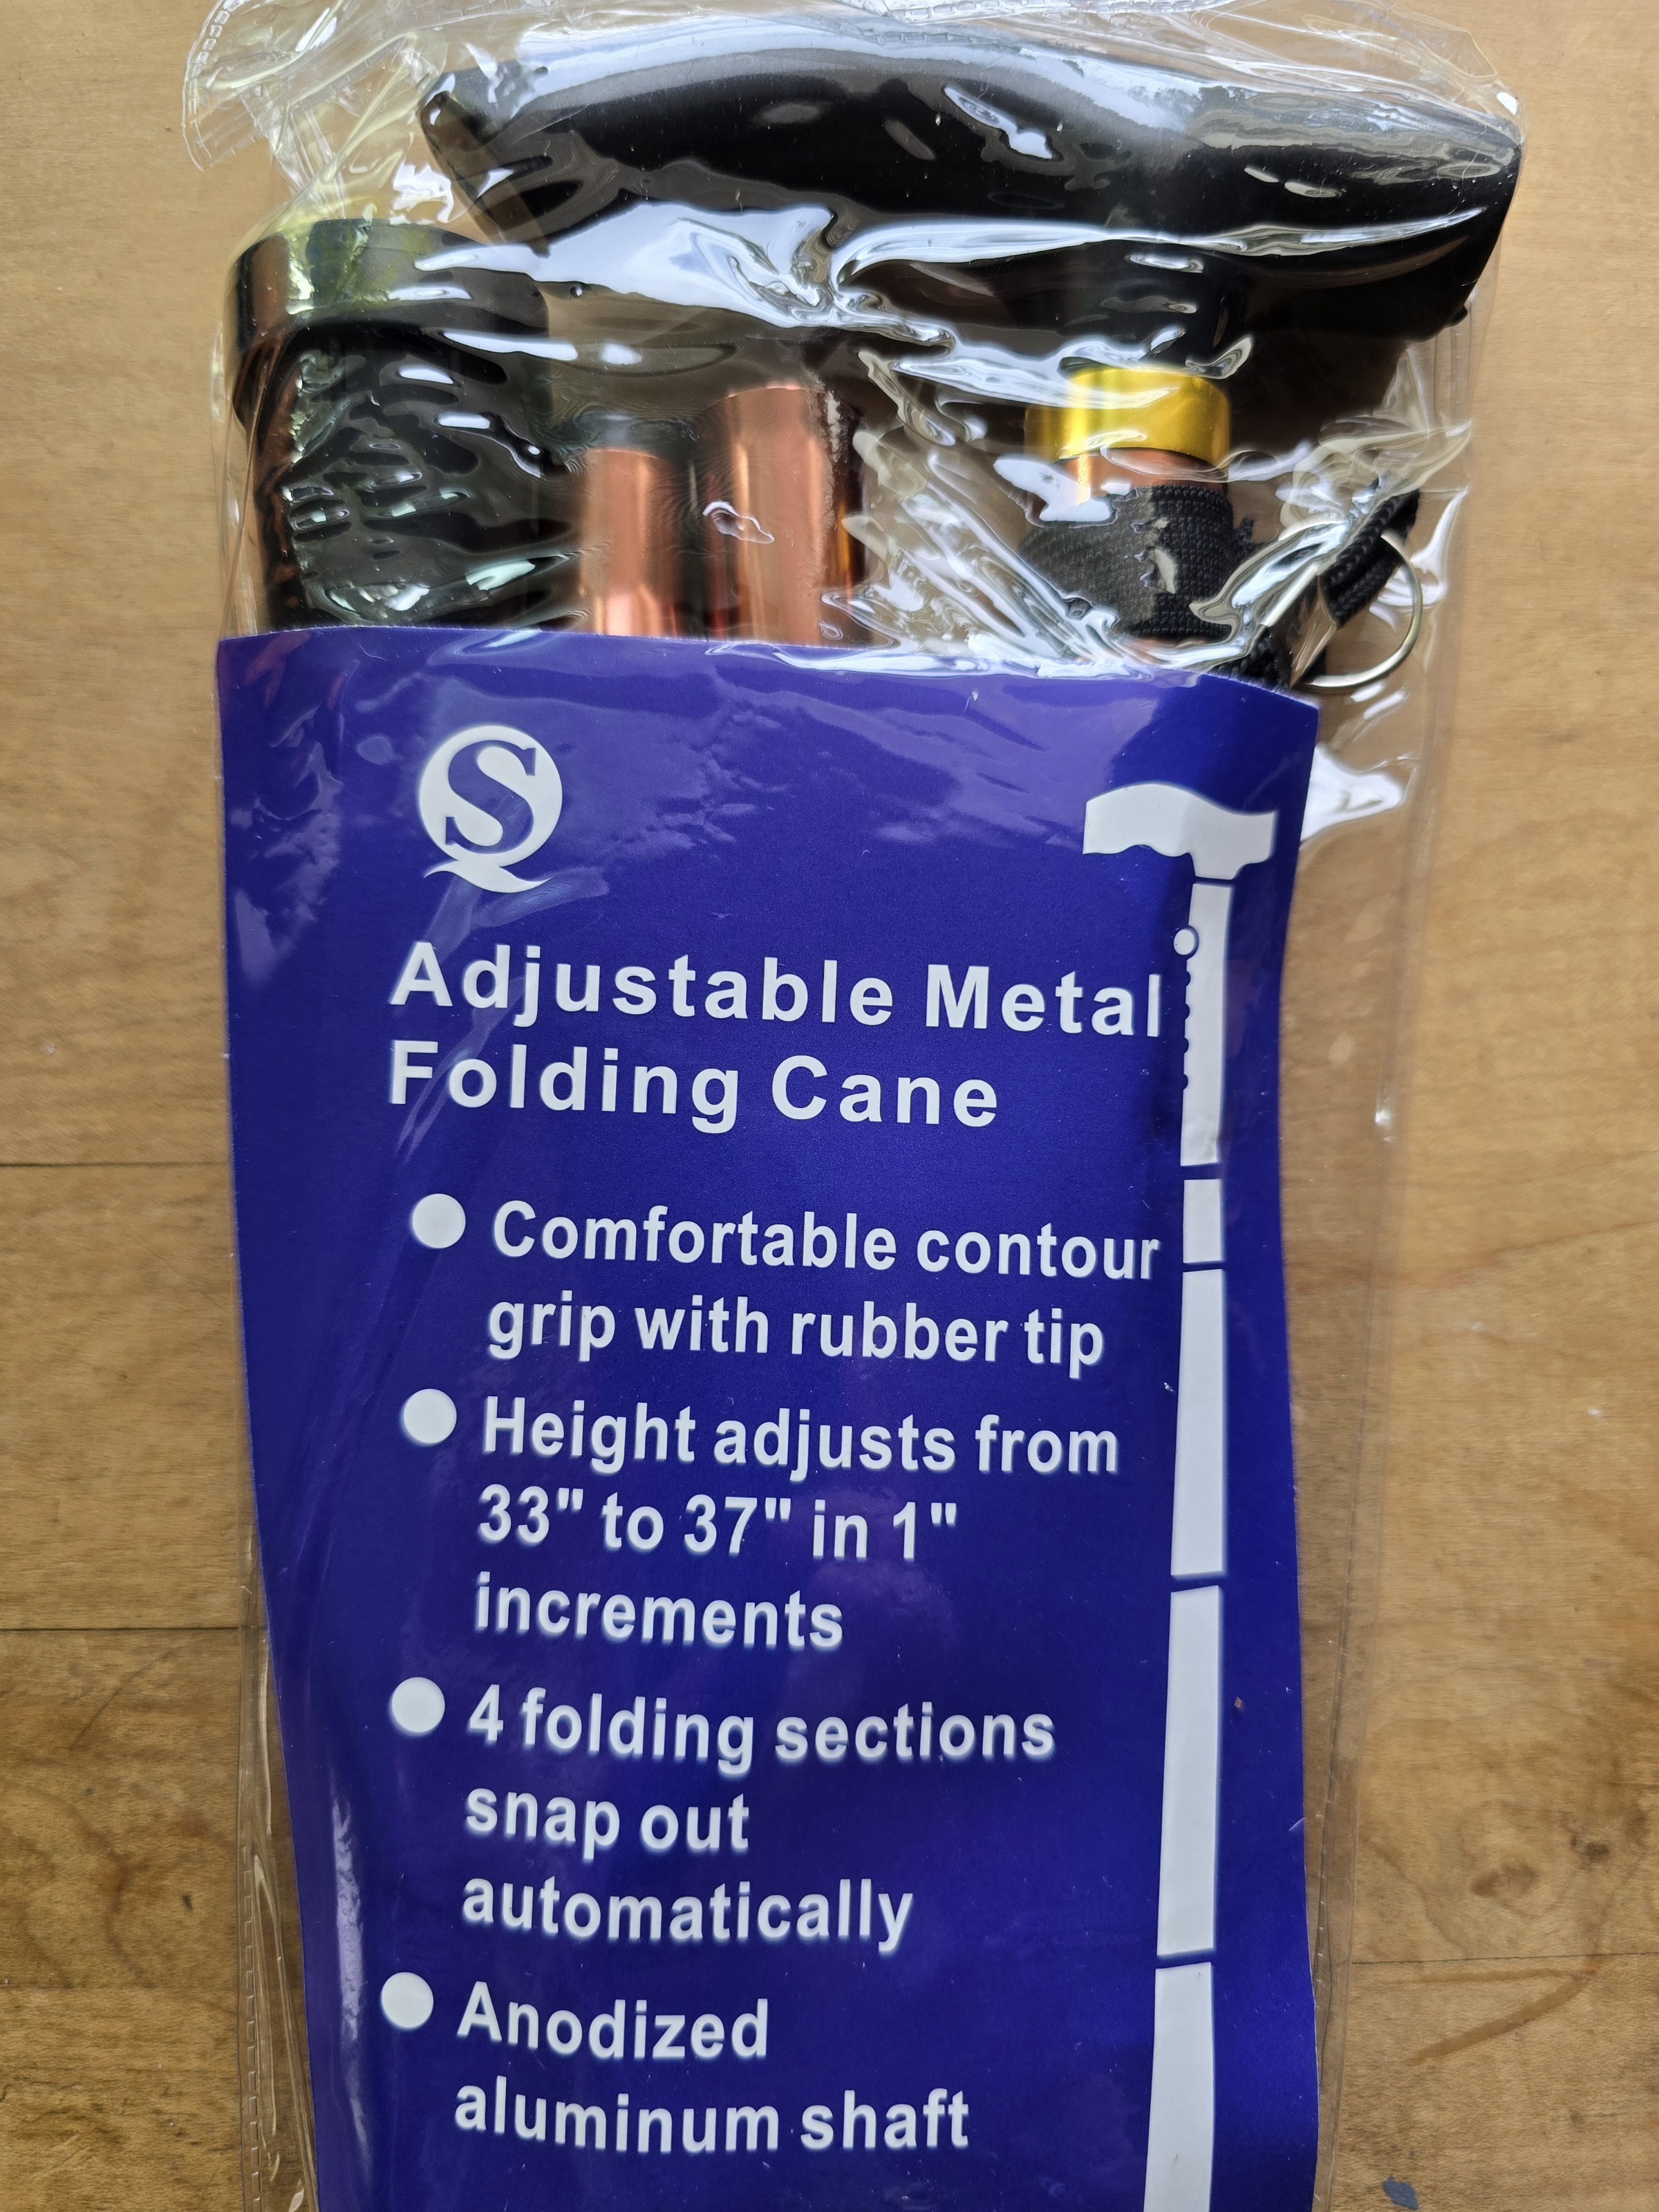 SQ
Adjustable Metal
Folding Cane
Comfortable contour
grip with rubber tip
Height adjusts from
33" to 37" in 1"
increments
4 folding sections
snap out
automatically
Anodized
aluminum shaft